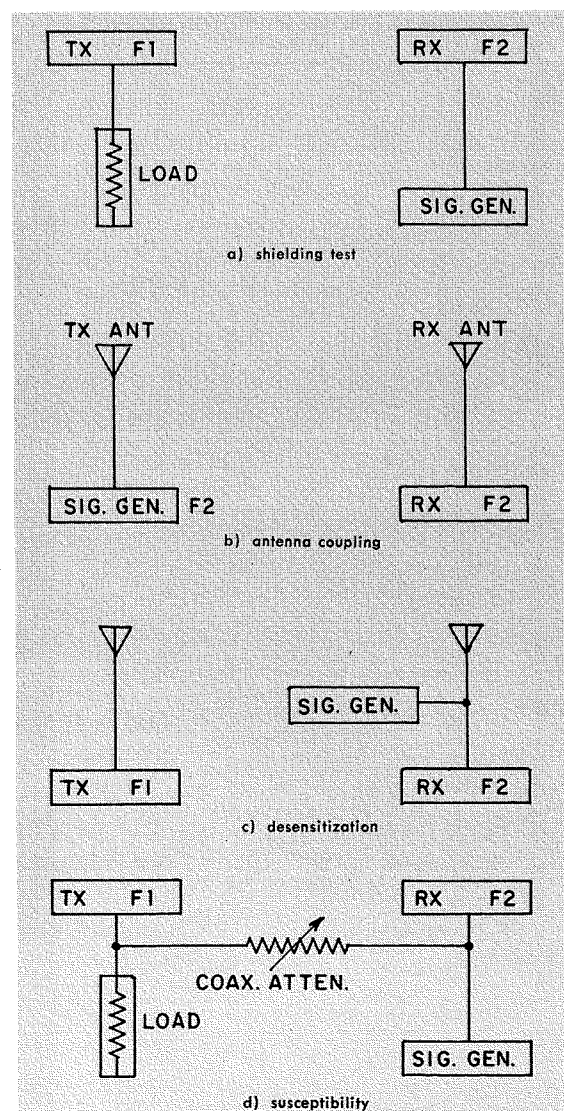 TX F1
RX F2
LOAD
SIG. GEN.
a) shielding test
TX ANT
RX ANT
SIG. GEN. F2
RX F2
b) antenna coupling
SIG. GEN.
TX F1
RX F2
c) desensitization
TX F1
RX F2
COAX. ATTEN.
LOAD
SIG. GEN.
d) susceptibility